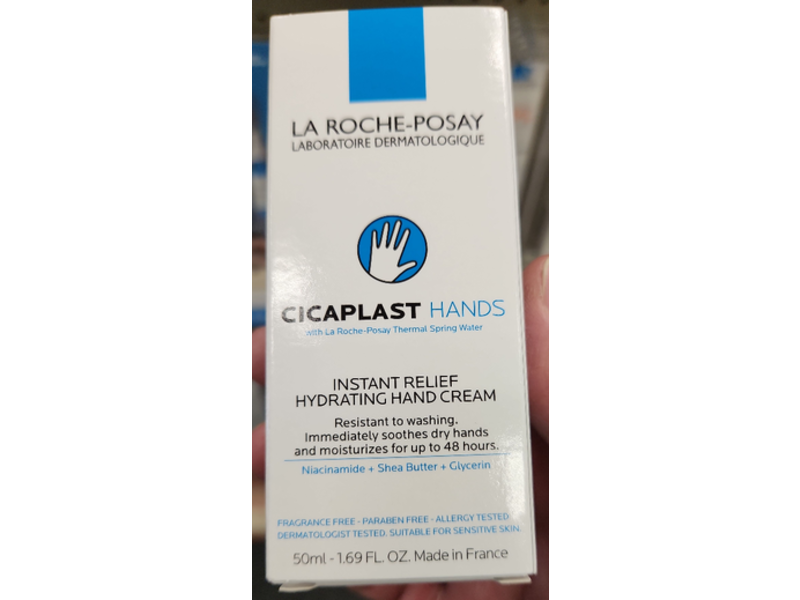 LA ROCHE-POSAY
LABORATOIRE DERMATOLOGIQUE
CICAPLAST HANDS
with La Roche-Posay Thermal Spring Water
INSTANT RELIEF
HYDRATING HAND CREAM
Resistant to washing.
Immediately soothes dry hands
and moisturizes for up to 48 hours.
Niacinamide + Shea Butter + Glycerin
FRAGRANCE FREE - PARABEN FREE - ALLERGY TESTED
DERMATOLOGIST TESTED. SUITABLE FOR SENSITIVE SKIN.
50ml - 1.69 FL. OZ. Made in France